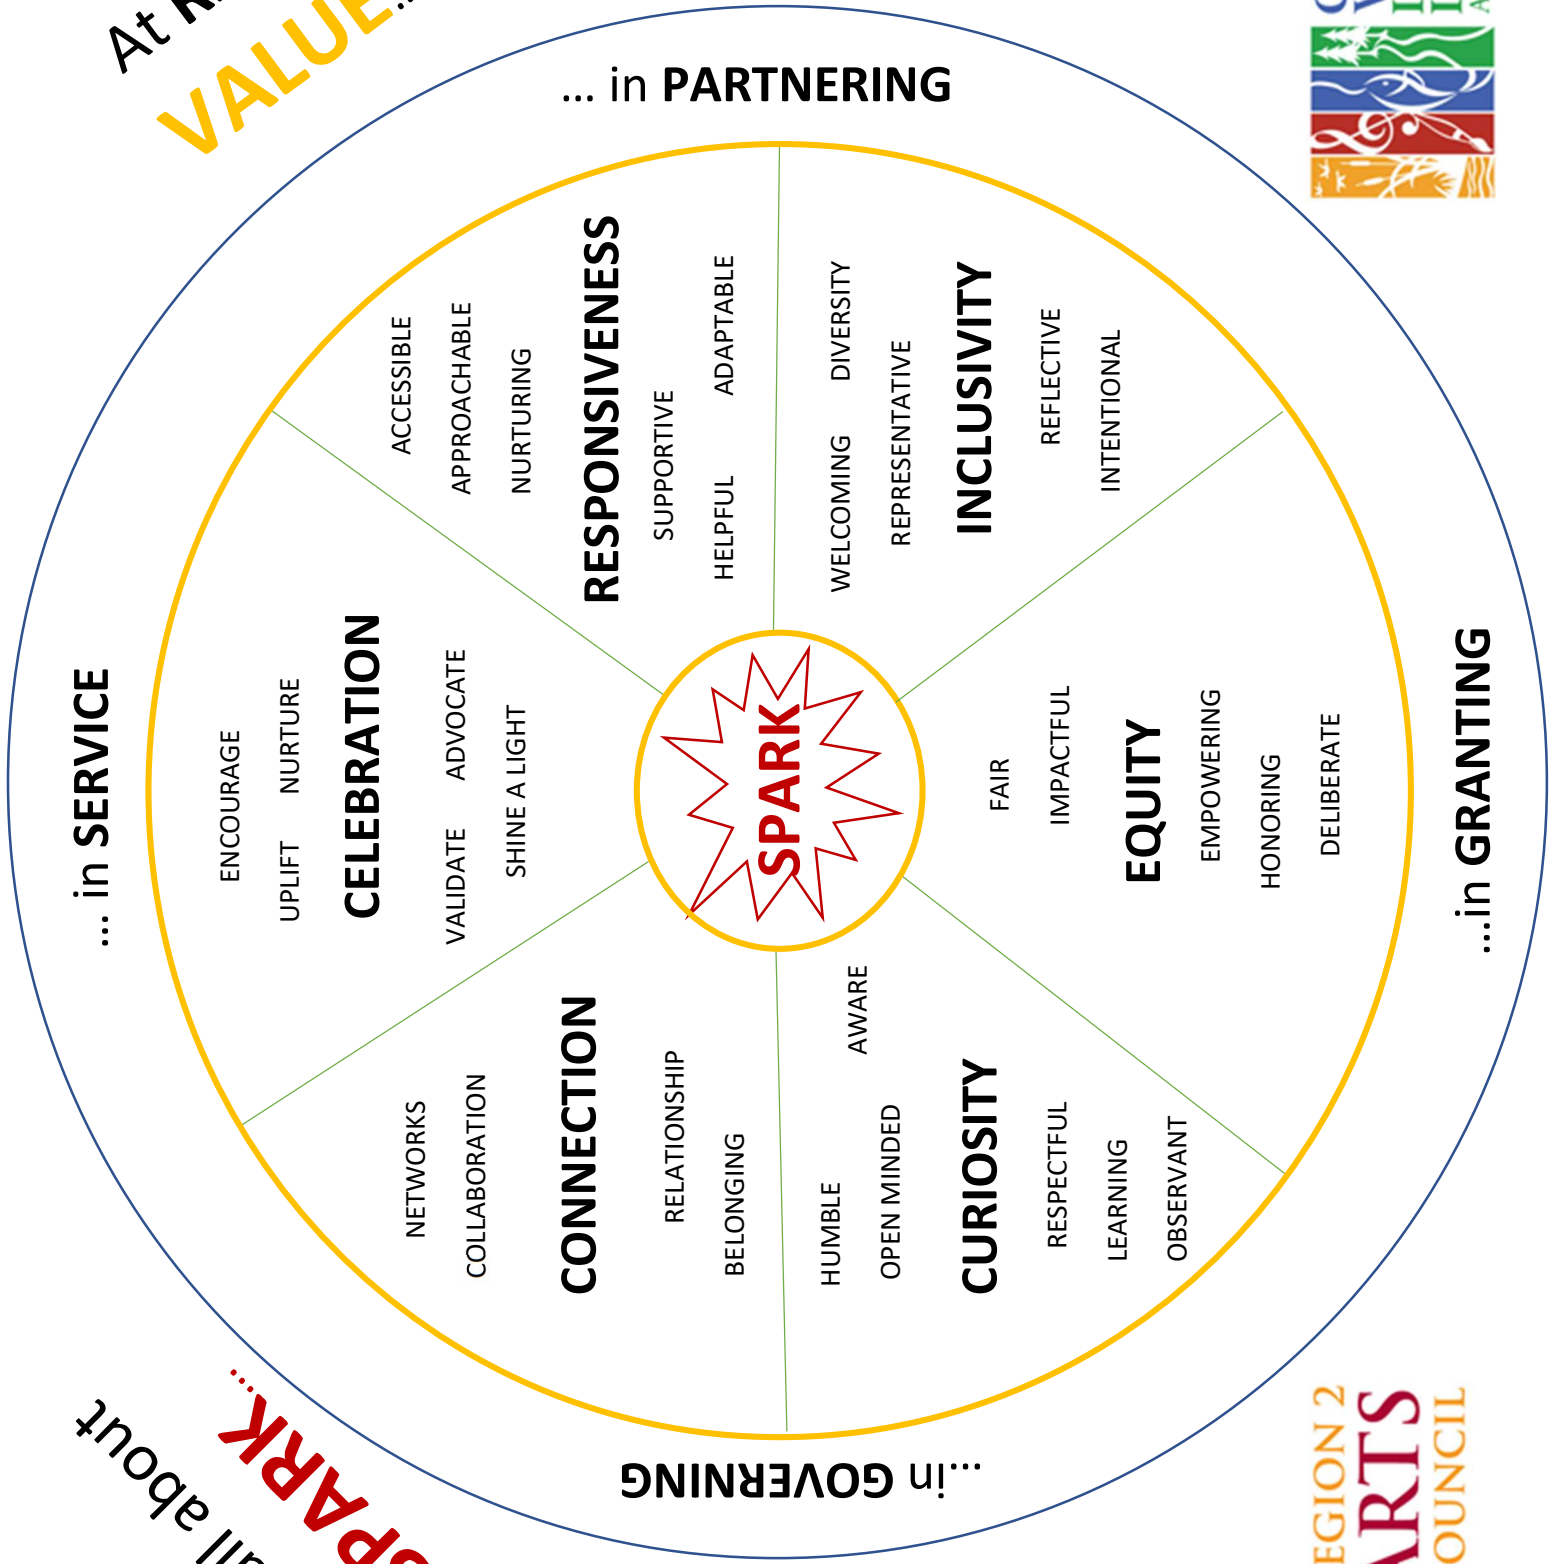 At
VALUE...
... in PARTNERING
... in SERVICE
...in GRANTING
...in GOVERNING
all about
SPARK...
ENCOURAGE
UPLIFT NURTURE
CELEBRATION
VALIDATE ADVOCATE
SHINE A LIGHT
ACCESSIBLE
APPROACHABLE
NURTURING
RESPONSIVENESS
SUPPORTIVE
HELPFUL ADAPTABLE
WELCOMING DIVERSITY
REPRESENTATIVE
INCLUSIVITY
REFLECTIVE
INTENTIONAL
NETWORKS
COLLABORATION
CONNECTION
RELATIONSHIP
BELONGING
SPARK
AWARE
HUMBLE
OPEN MINDED
CURIOSITY
RESPECTFUL
LEARNING
OBSERVANT
FAIR
IMPACTFUL
EQUITY
EMPOWERING
HONORING
DELIBERATE
EGION 2
ARTS
OUNCIL